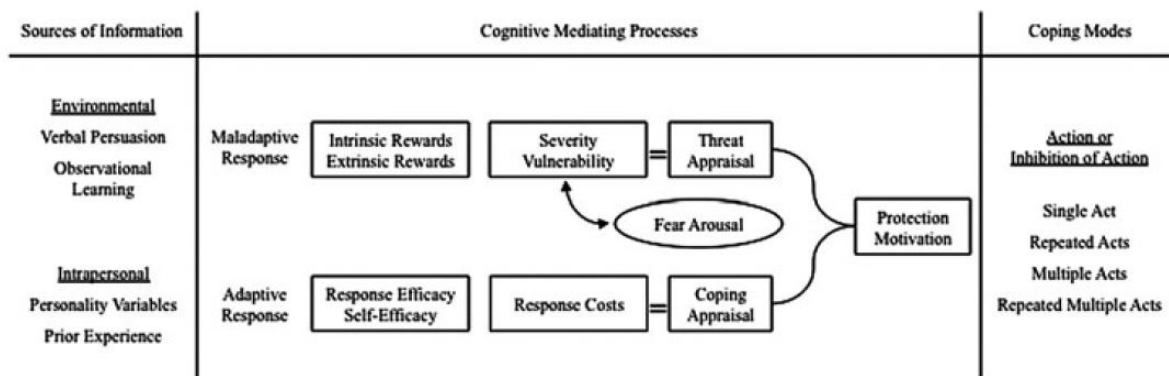 Sources of Information
Cognitive Mediating Processes
Coping Modes
Environmental
Verbal Persuasion
Observational
Learning
Intrapersonal
Personality Variables
Prior Experience
Maladaptive
Response
Intrinsic Rewards
Extrinsic Rewards
Severity
Vulnerability
=
Threat
Appraisal
Fear Arousal
Protection
Motivation
Adaptive
Response
Response Efficacy
Self-Efficacy
Response Costs
=
Coping
Appraisal
Action or
Inhibition of Action
Single Act
Repeated Acts
Multiple Acts
Repeated Multiple Acts